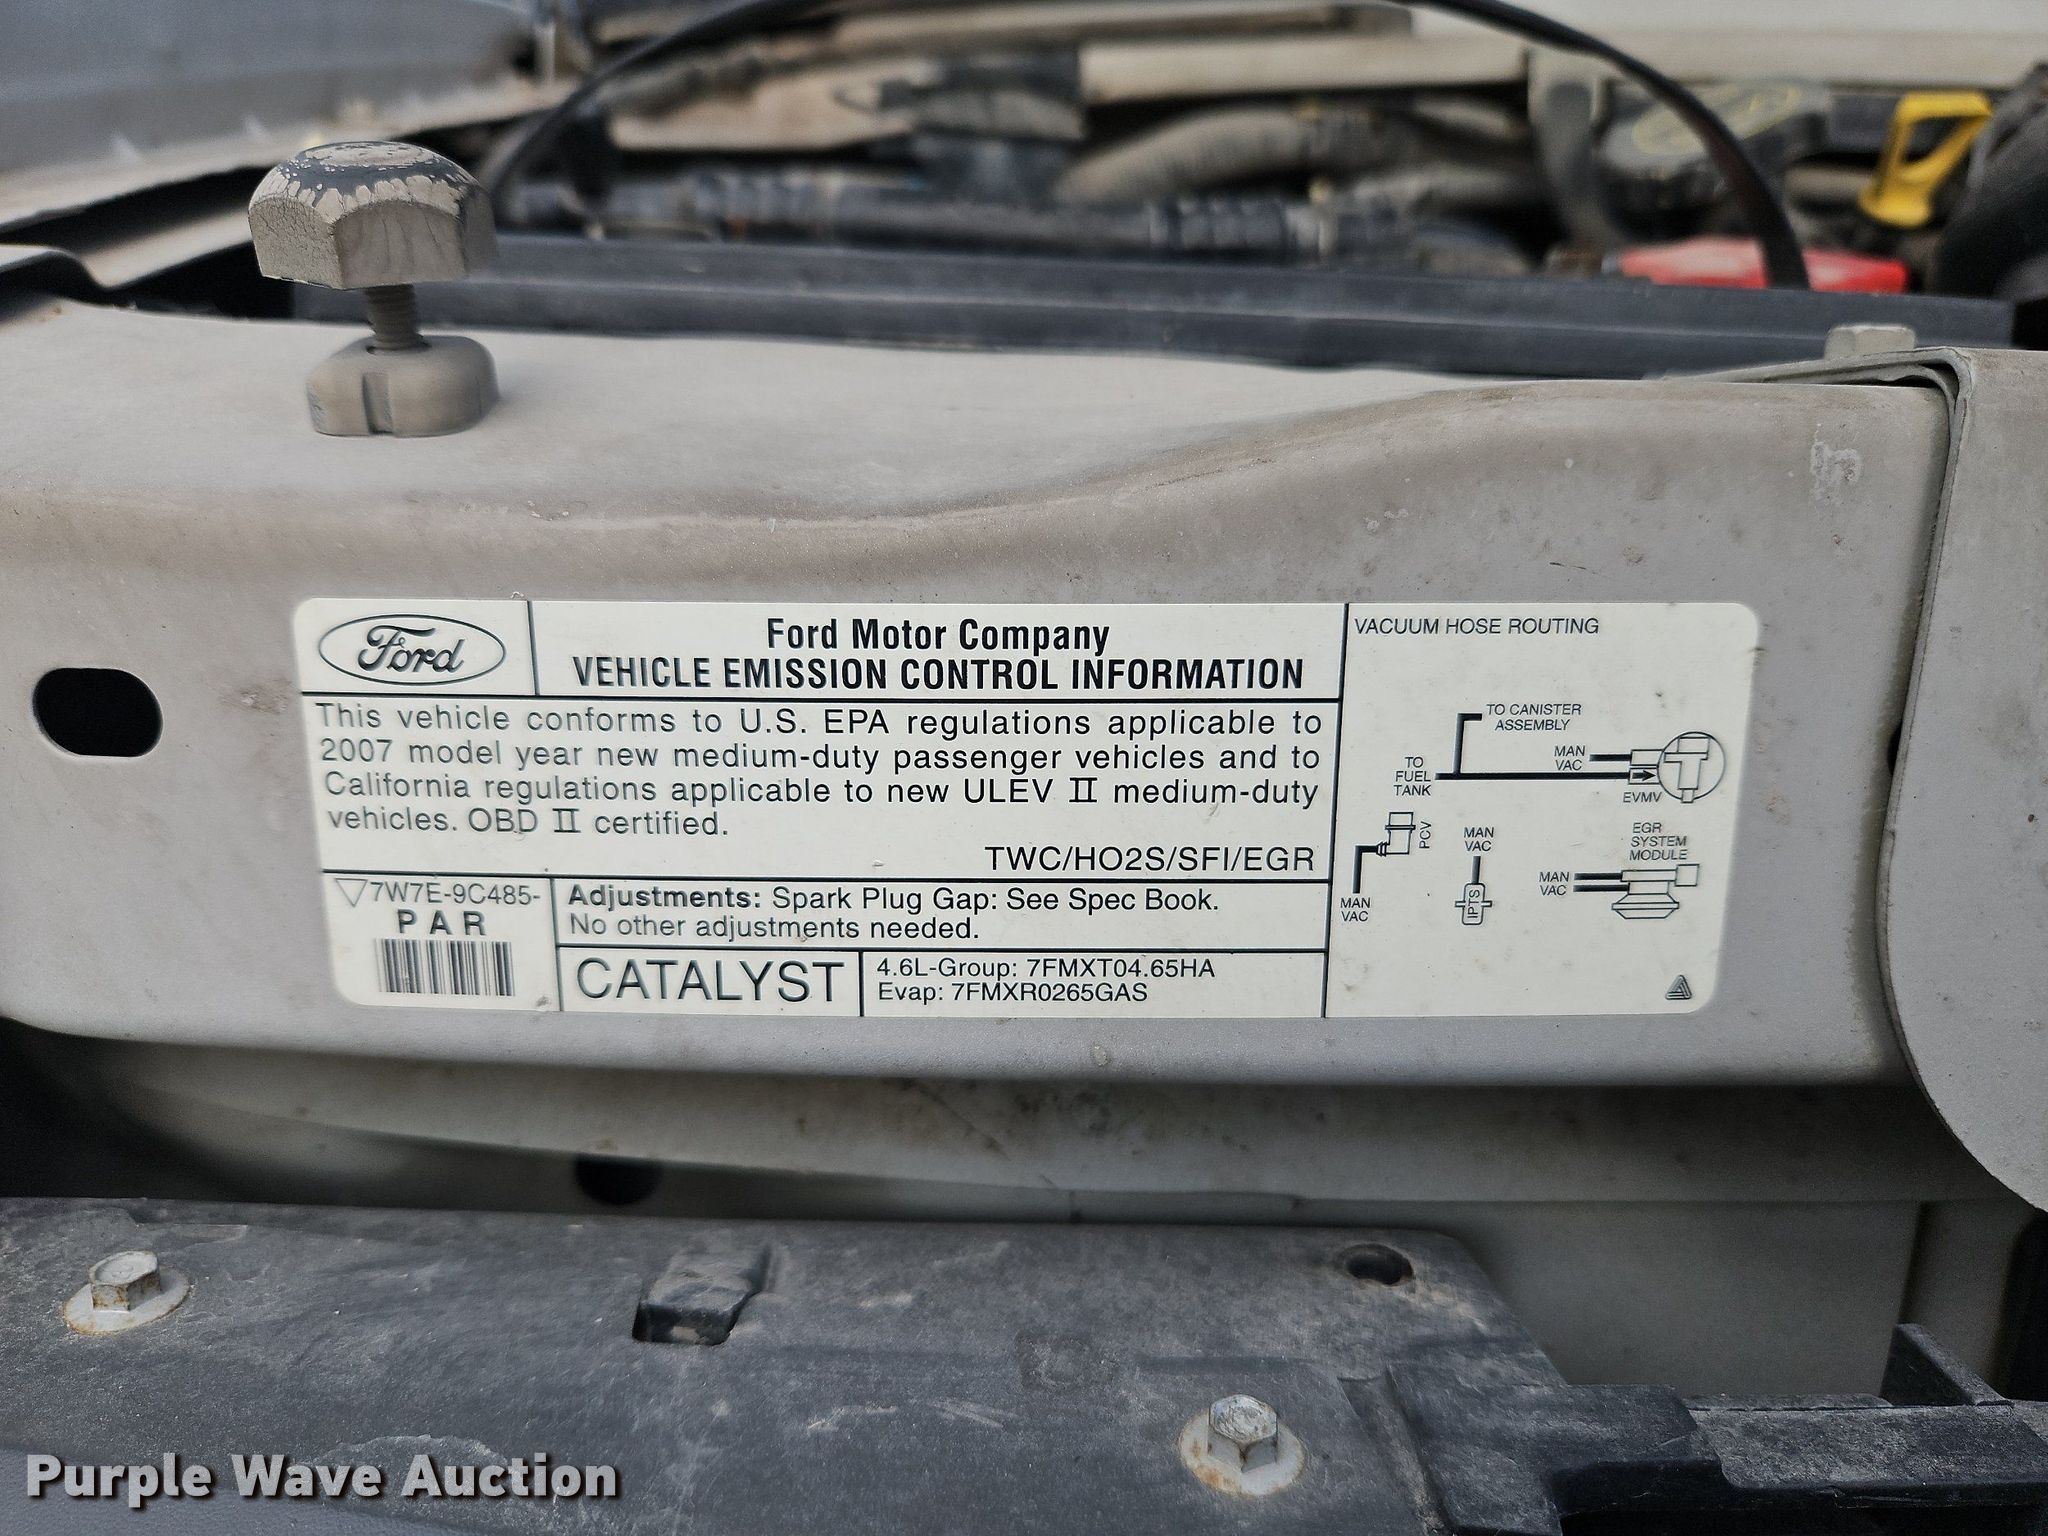 Ford
Ford Motor Company
VEHICLE EMISSION CONTROL INFORMATION
This vehicle conforms to U.S. EPA regulations applicable to
2007 model year new medium-duty passenger vehicles and to
California regulations applicable to new ULEV II medium-duty
vehicles. OBD II certified.
TWC/HO2S/SFI/EGR
7W7E-9C485-
PAR
Adjustments: Spark Plug Gap: See Spec Book.
No other adjustments needed.
CATALYST
4.6L-Group: 7FMXT04.65HA
Evap: 7FMXR0265GAS
VACUUM HOSE ROUTING
TO CANISTER
ASSEMBLY
MAN
VAC
TO
FUEL
TANK
EVMV
PCV
MAN
VAC
MAN
VAC
IPTS
EGR
SYSTEM
MODULE
MAN
VAC
Purple Wave Auction